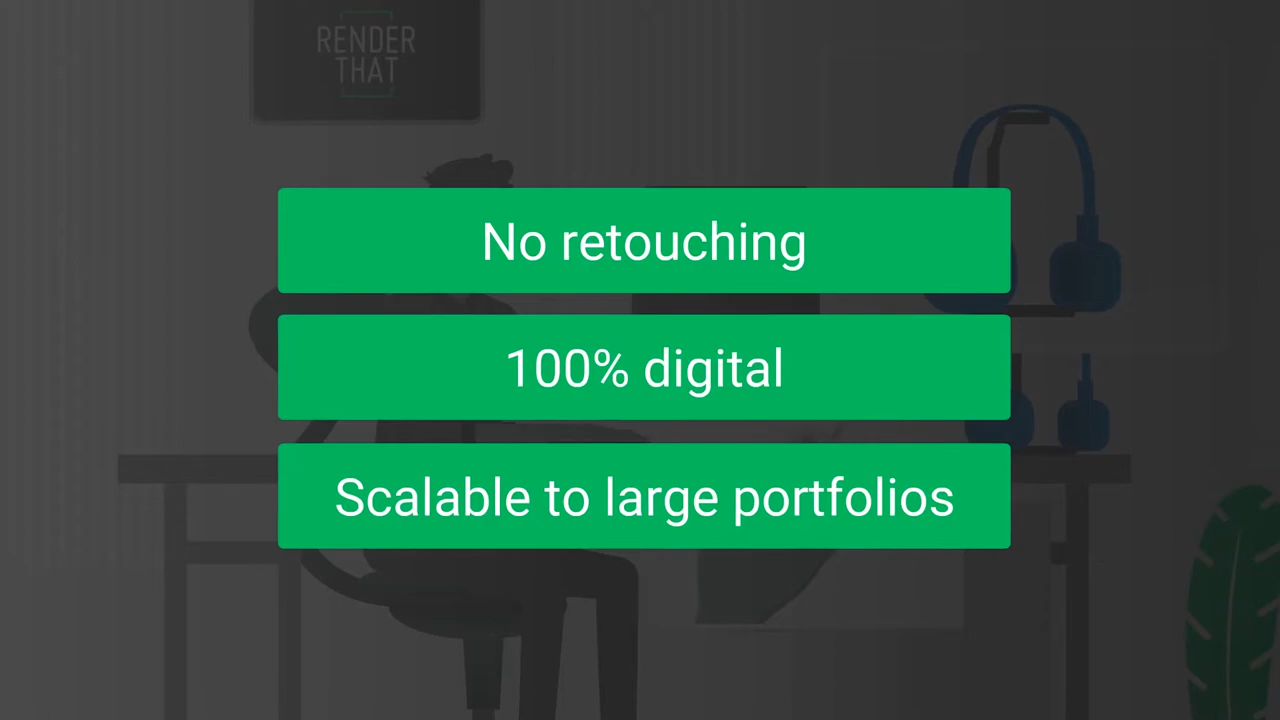 RENDER
THAT
No retouching
100% digital
Scalable to large portfolios